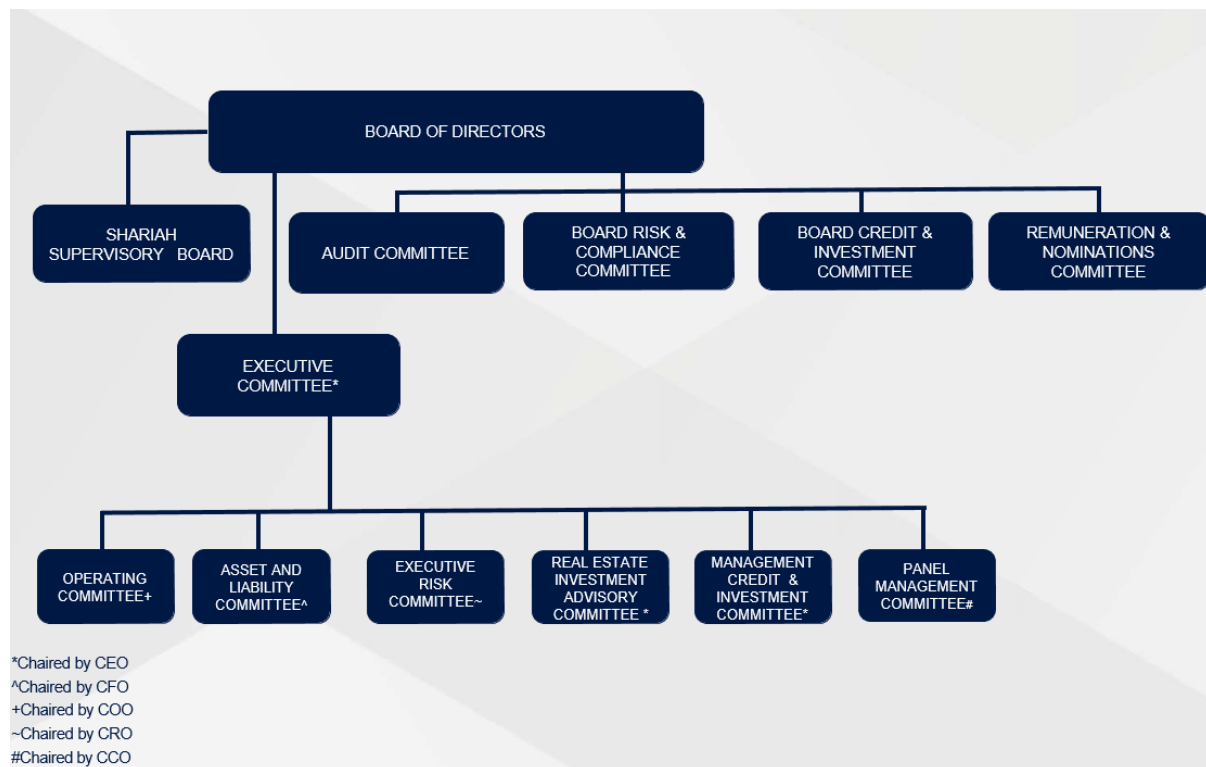 BOARD OF DIRECTORS
SHARIAH
SUPERVISORY BOARD
AUDIT COMMITTEE
BOARD RISK &
COMPLIANCE
COMMITTEE
BOARD CREDIT &
INVESTMENT
COMMITTEE
REMUNERATION &
NOMINATIONS
COMMITTEE
EXECUTIVE
COMMITTEE*
OPERATING
COMMITTEE+
ASSET AND
LIABILITY
COMMITTEE^
EXECUTIVE
RISK
COMMITTEE~
REAL ESTATE
INVESTMENT
ADVISORY
COMMITTEE *
MANAGEMENT
CREDIT &
INVESTMENT
COMMITTEE*
PANEL
MANAGEMENT
COMMITTEE#
*Chaired by CEO
^Chaired by CFO
+Chaired by COO
~Chaired by CRO
#Chaired by CCO